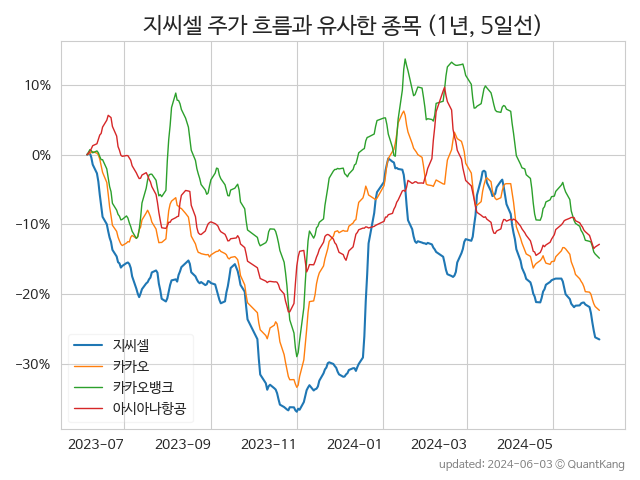 지씨셀 주가 흐름과 유사한 종목 (1년, 5일선)
10%
0%
−10%
−20%
−30%
지씨셀
카카오
카카오뱅크
아시아나항공
2023-07
2023-09
2023-11
2024-01
2024-03
2024-05
updated: 2024-06-03 © QuantKang